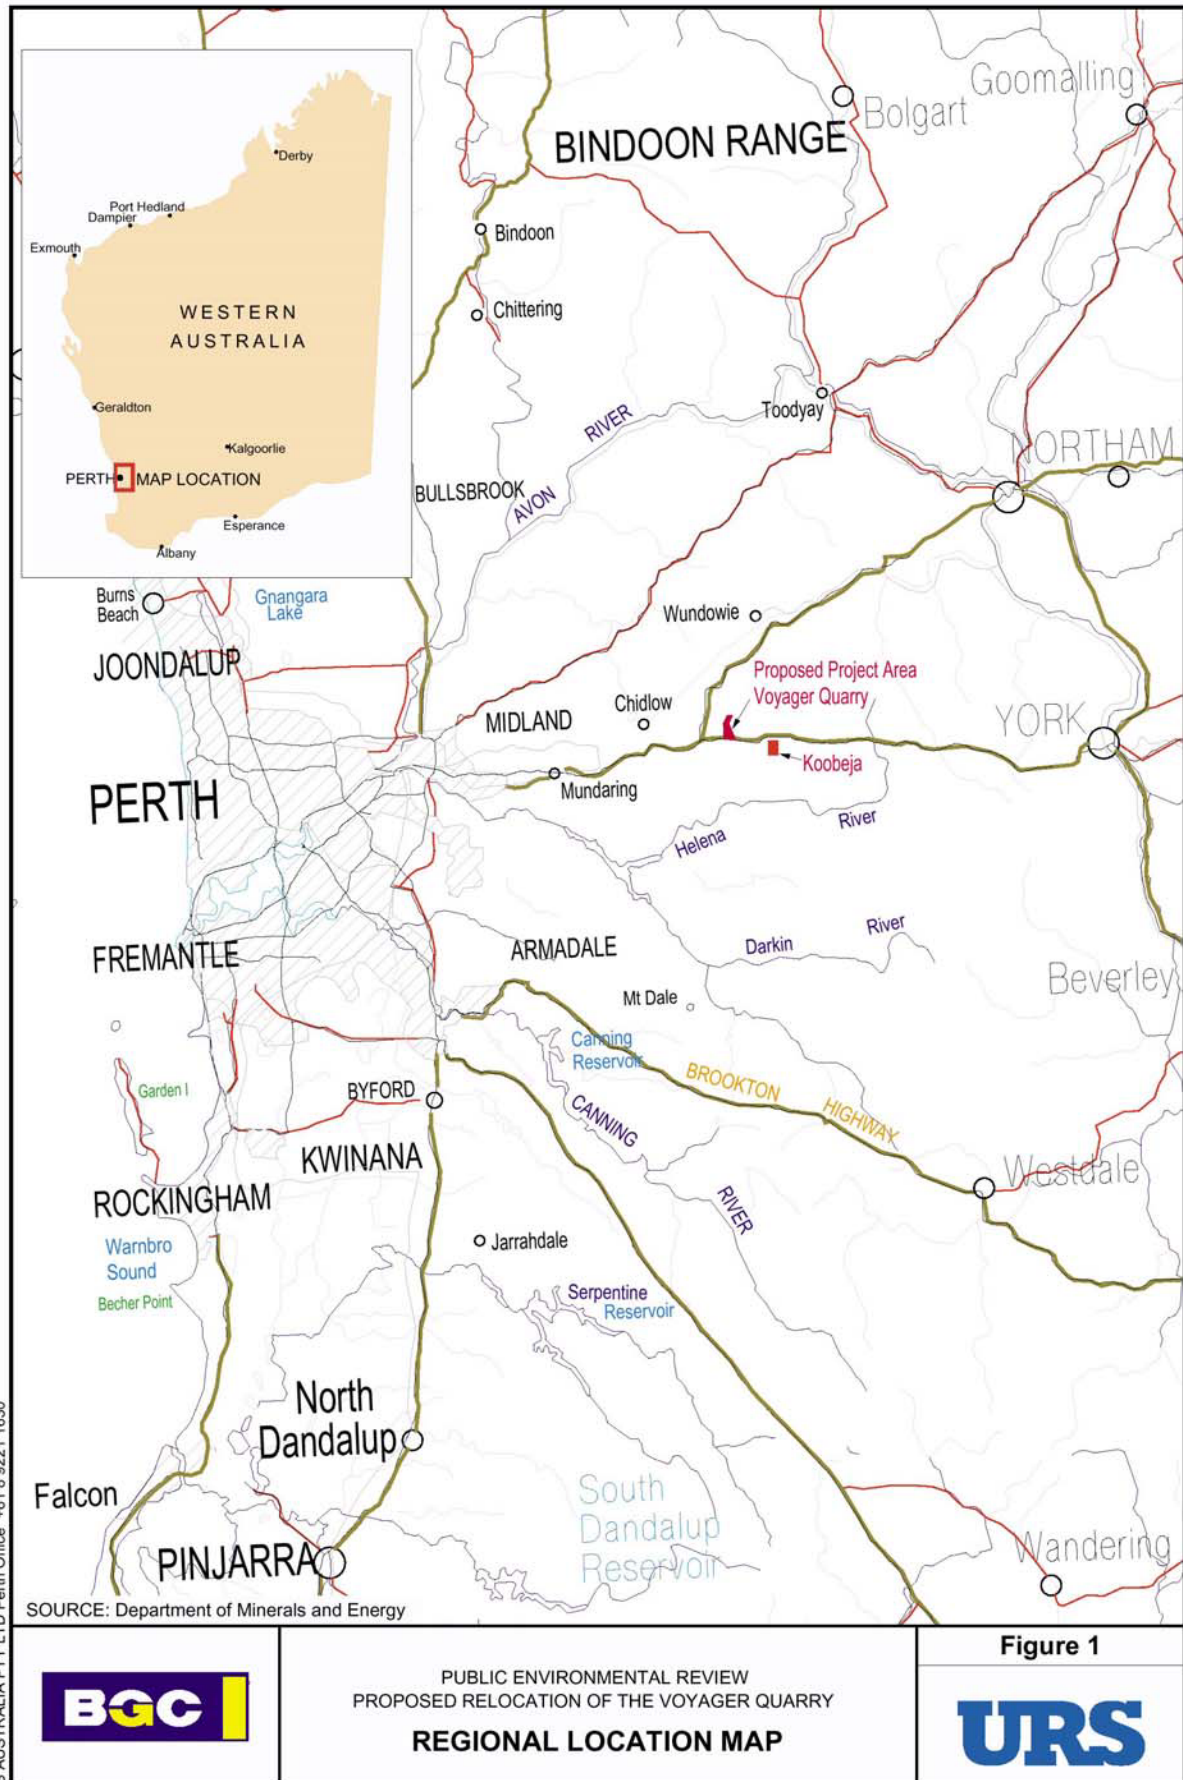 Goomalling
Bolgart
BINDOON RANGE
Derby
Port Hedland
Dampier
Exmouth
WESTERN
AUSTRALIA
Geraldton
Kalgoorlie
PERTH
MAP LOCATION
Esperance
Albany
Bindoon
Chittering
Toodyay
RIVER
AVON
NORTHAM
BULLSBROOK
Burns
Beach
Gnangara
Lake
JOONDALUP
Wundowie
Proposed Project Area
Voyager Quarry
Chidlow
MIDLAND
YORK
Koobeja
Mundaring
PERTH
Helena
River
FREMANTLE
ARMADALE
Darkin
River
Mt Dale
Beverley
Canning
Reservoir
Garden I
BYFORD
BROOKTON
HIGHWAY
CANNING
RIVER
KWINANA
Westdale
ROCKINGHAM
Warnbro
Sound
Becher Point
Jarrahdale
Serpentine
Reservoir
North
Dandalup
Falcon
South
Dandalup
Reservoir
PINJARRA
Wandering
SOURCE: Department of Minerals and Energy
BGC
PUBLIC ENVIRONMENTAL REVIEW
PROPOSED RELOCATION OF THE VOYAGER QUARRY
REGIONAL LOCATION MAP
Figure 1
URS